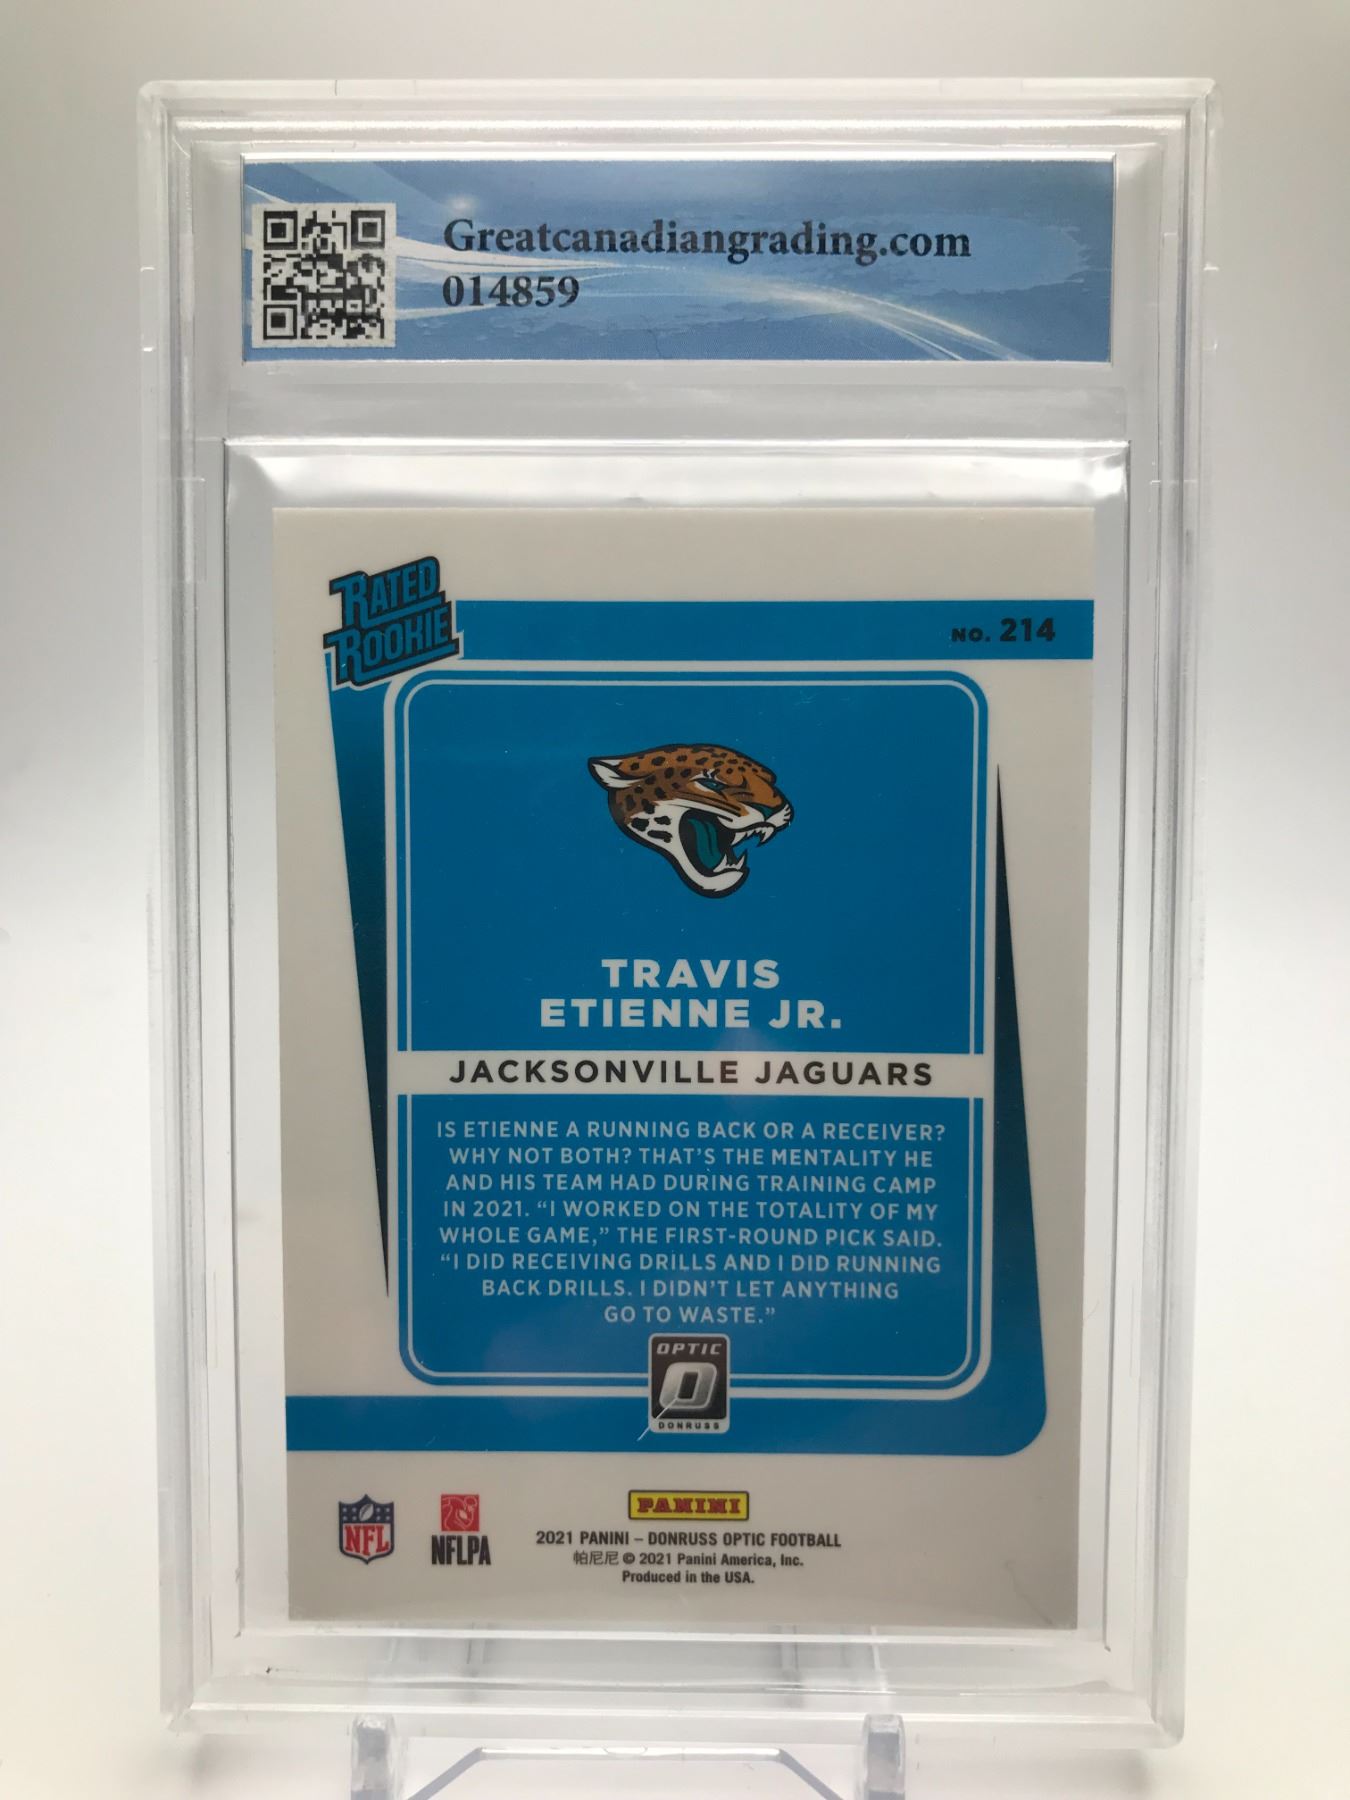 Greatcanadiangrading.com
014859
RATED
ROOKIE
NO. 214
TRAVIS
ETIENNE JR.
JACKSONVILLE JAGUARS
IS ETIENNE A RUNNING BACK OR A RECEIVER?
WHY NOT BOTH? THAT'S THE MENTALITY HE
AND HIS TEAM HAD DURING TRAINING CAMP
IN 2021. “I WORKED ON THE TOTALITY OF MY
WHOLE GAME,” THE FIRST-ROUND PICK SAID.
“I DID RECEIVING DRILLS AND I DID RUNNING
BACK DRILLS. I DIDN'T LET ANYTHING
GO TO WASTE.”
OPTIC
O
DONRUSS
NFL
NFLPA
PANINI
2021 PANINI – DONRUSS OPTIC FOOTBALL
帕尼尼 © 2021 Panini America, Inc.
Produced in the USA.